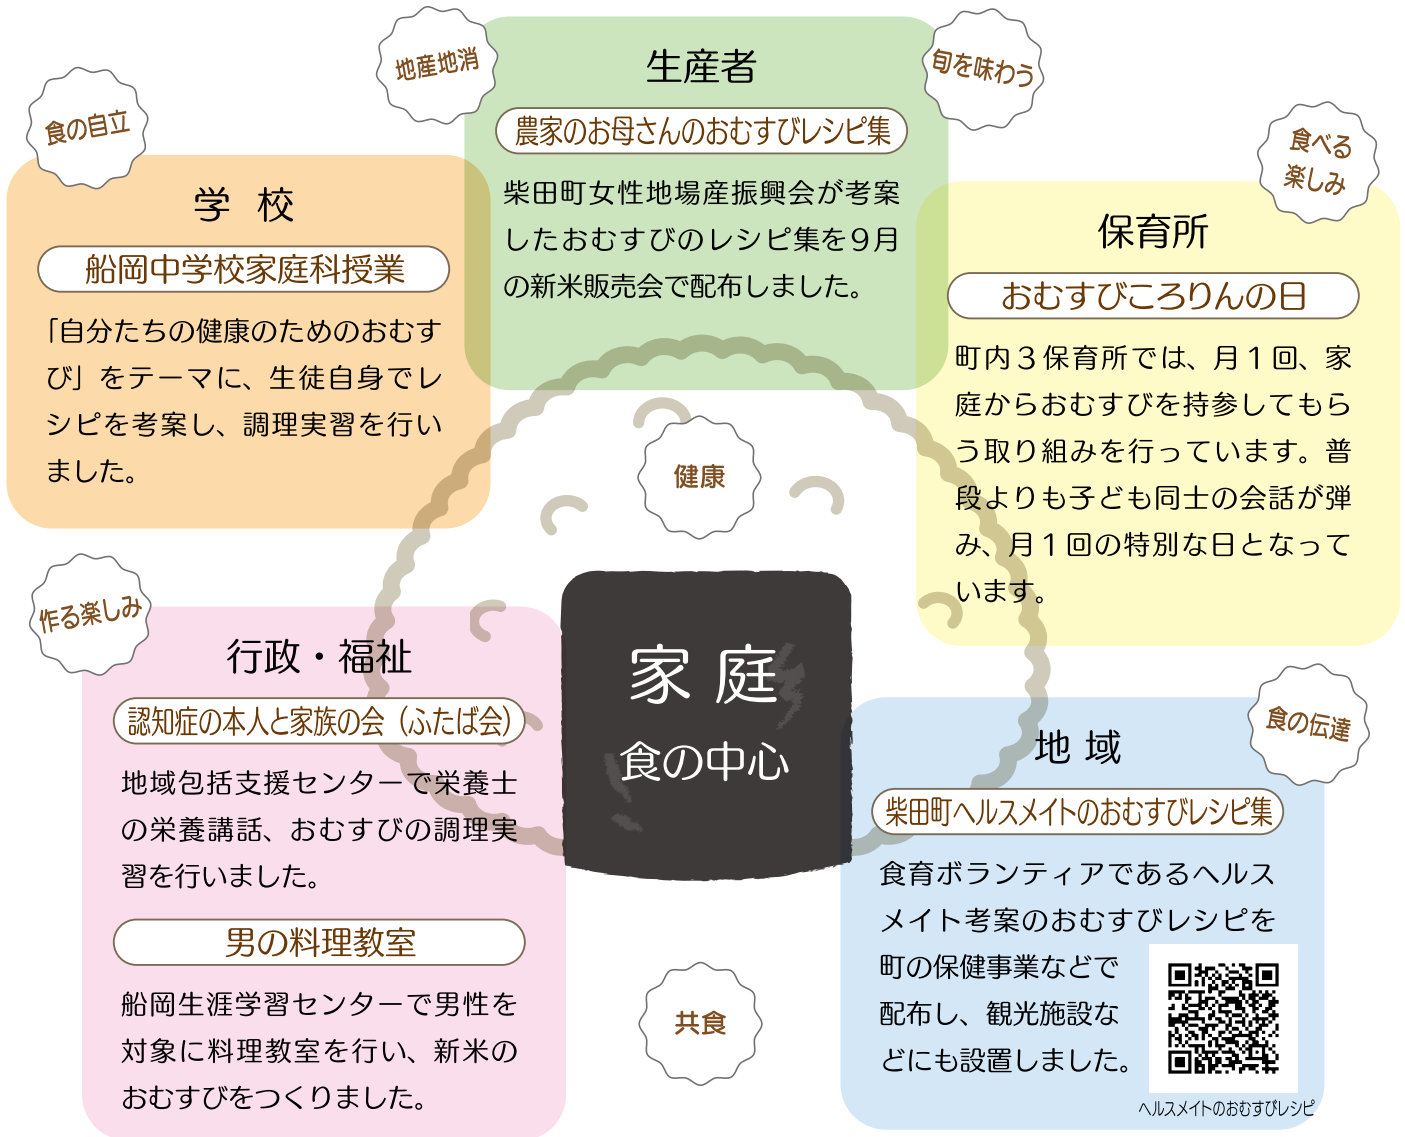 地産地消
生産者
旬を味わう
農家のお母さんのおむすびレシピ集
柴田町女性地場産振興会が考案
したおむすびのレシピ集を９月
の新米販売会で配布しました。
食の自立
学 校
船岡中学校家庭科授業
「自分たちの健康のためのおむす
び」をテーマに、生徒自身でレ
シピを考案し、調理実習を行い
ました。
食べる
楽しみ
保育所
おむすびころりんの日
町内３保育所では、月１回、家
庭からおむすびを持参してもら
う取り組みを行っています。普
段よりも子ども同士の会話が弾
み、月１回の特別な日となって
います。
健康
家 庭
食の中心
作る楽しみ
行政・福祉
認知症の本人と家族の会（ふたば会）
地域包括支援センターで栄養士
の栄養講話、おむすびの調理実
習を行いました。
男の料理教室
船岡生涯学習センターで男性を
対象に料理教室を行い、新米の
おむすびをつくりました。
共食
食の伝達
地 域
柴田町ヘルスメイトのおむすびレシピ集
食育ボランティアであるヘルス
メイト考案のおむすびレシピを
町の保健事業などで
配布し、観光施設な
どにも設置しました。
ヘルスメイトのおむすびレシピ